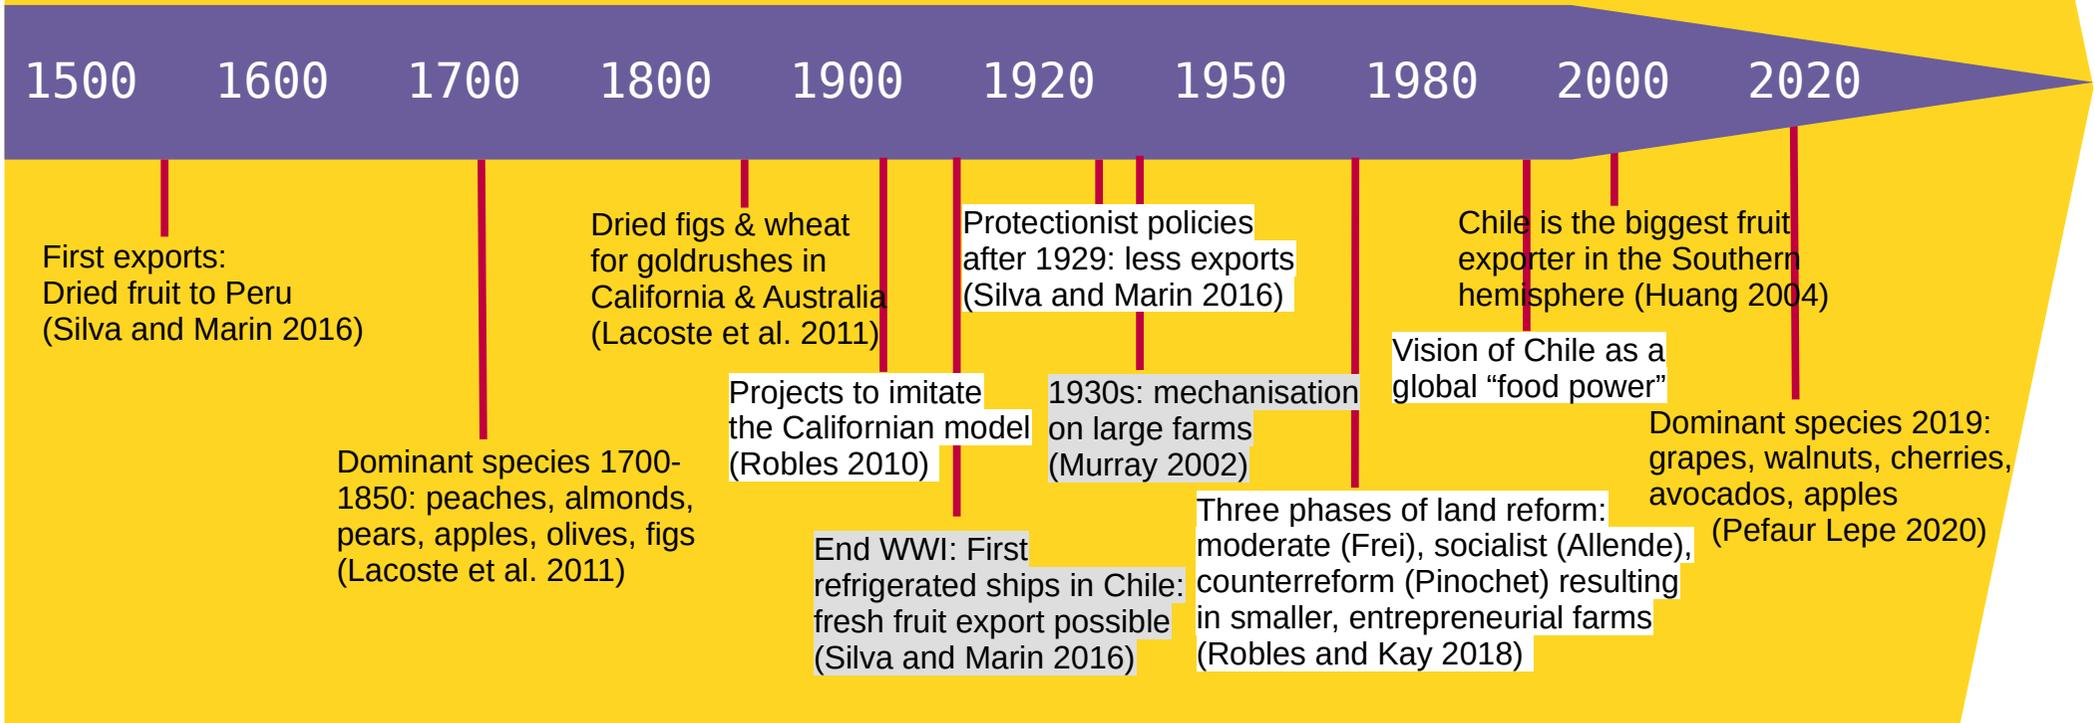 1500 1600 1700 1800 1900 1920 1950 1980 2000 2020
First exports:
Dried fruit to Peru
(Silva and Marin 2016)
Dominant species 1700-
1850: peaches, almonds,
pears, apples, olives, figs
(Lacoste et al. 2011)
Dried figs & wheat
for goldrushes in
California & Australia
(Lacoste et al. 2011)
Projects to imitate
the Californian model
(Robles 2010)
End WWI: First
refrigerated ships in Chile:
fresh fruit export possible
(Silva and Marin 2016)
Protectionist policies
after 1929: less exports
(Silva and Marin 2016)
1930s: mechanisation
on large farms
(Murray 2002)
Three phases of land reform:
moderate (Frei), socialist (Allende),
counterreform (Pinochet) resulting
in smaller, entrepreneurial farms
(Robles and Kay 2018)
Vision of Chile as a
global “food power”
Chile is the biggest fruit
exporter in the Southern
hemisphere (Huang 2004)
Dominant species 2019:
grapes, walnuts, cherries,
avocados, apples
(Pefaur Lepe 2020)